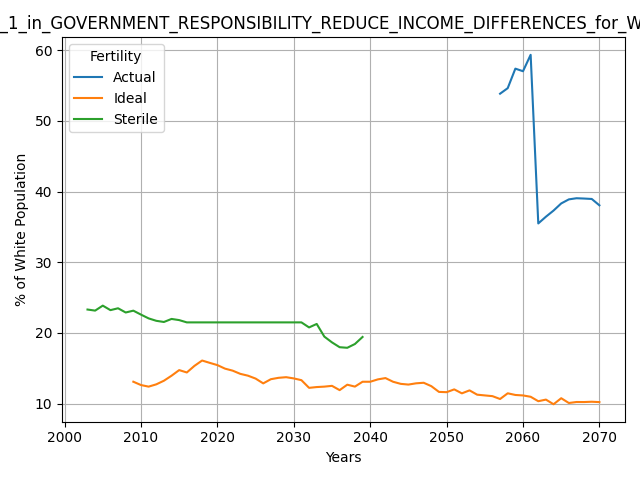 _1_in_GOVERNMENT_RESPONSIBILITY_REDUCE_INCOME_DIFFERENCES_for_W
Fertility
Actual
Ideal
Sterile
% of White Population
60
50
40
30
20
10
2000 2010 2020 2030 2040 2050 2060 2070
Years